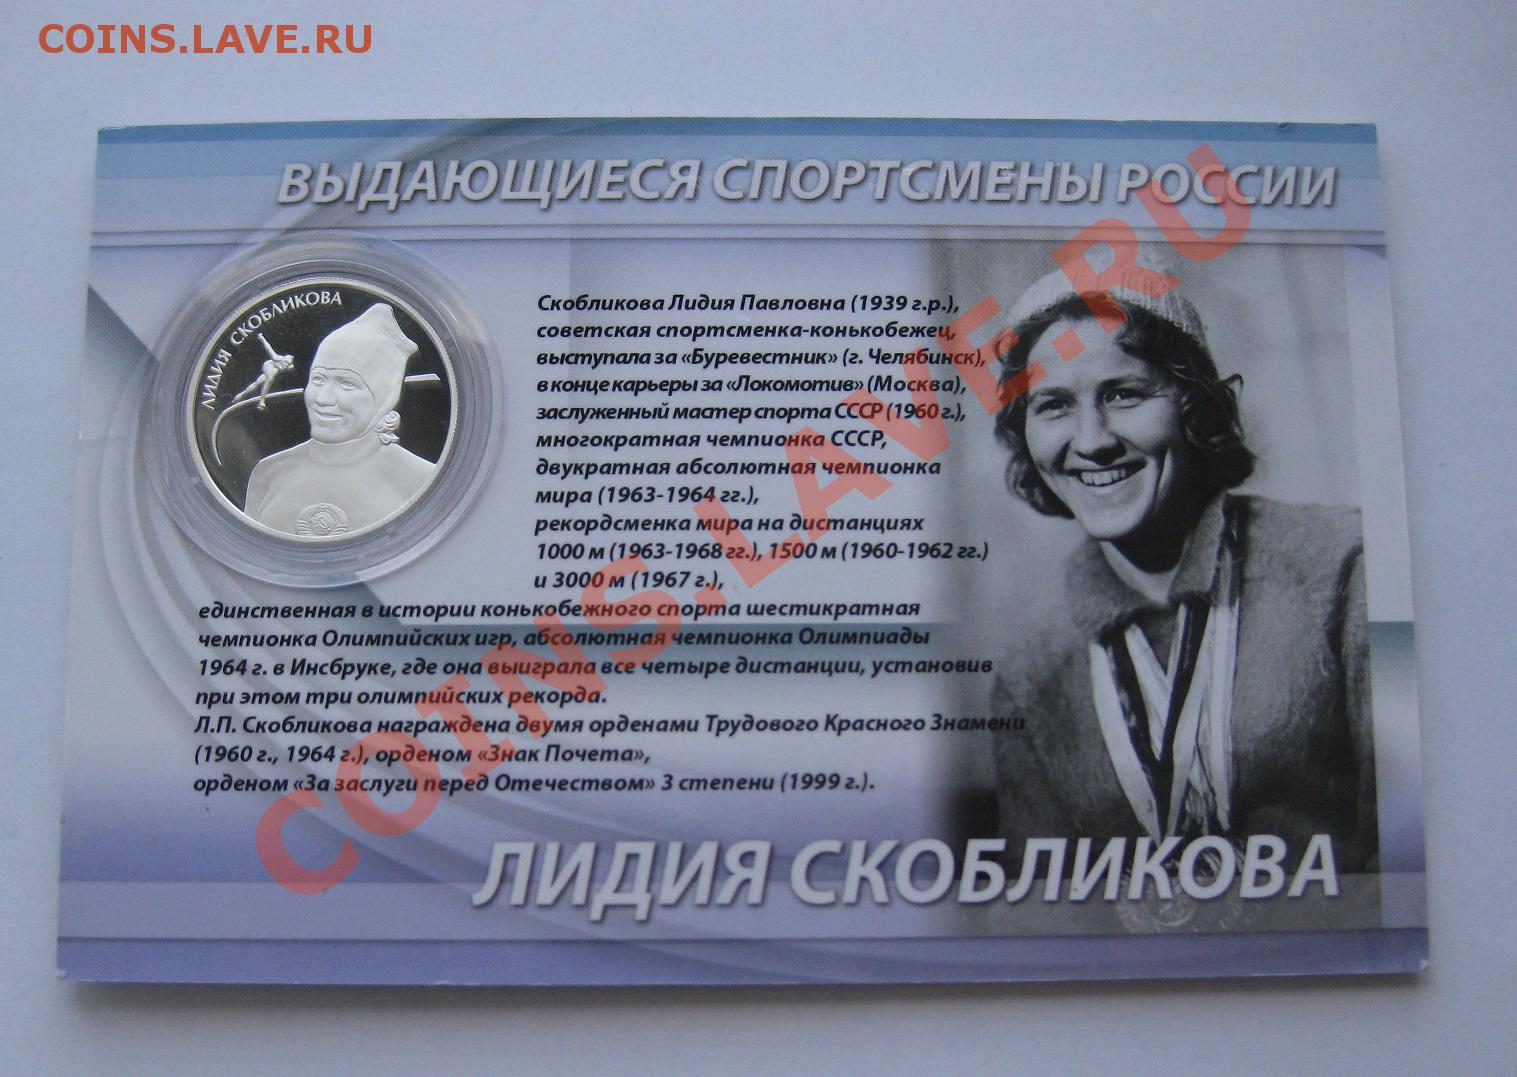 COINS.LAVE.RU
ВЫДАЮЩИЕСЯ СПОРТСМЕНЫ РОССИИ
ЛИДИЯ СКОБЛИКОВА
Скобликова Лидия Павловна (1939 г.р.),
советская спортсменка-конькобежец,
выступала за «Буревестник» (г. Челябинск),
в конце карьеры за «Локомотив» (Москва),
заслуженный мастер спорта СССР (1960 г.),
многократная чемпионка СССР,
двукратная абсолютная чемпионка
мира (1963-1964 гг.),
рекордсменка мира на дистанциях
1000 м (1963-1968 гг.), 1500 м (1960-1962 гг.)
и 3000 м (1967 г.),
единственная в истории конькобежного спорта шестикратная
чемпионка Олимпийских игр, абсолютная чемпионка Олимпиады
1964 г. в Инсбруке, где она выиграла все четыре дистанции, установив
при этом три олимпийских рекорда.
Л.П. Скобликова награждена двумя орденами Трудового Красного Знамени
(1960 г., 1964 г.), орденом «Знак Почета»,
орденом «За заслуги перед Отечеством» 3 степени (1999 г.).
ЛИДИЯ СКОБЛИКОВА
COINS.LAVE.RU